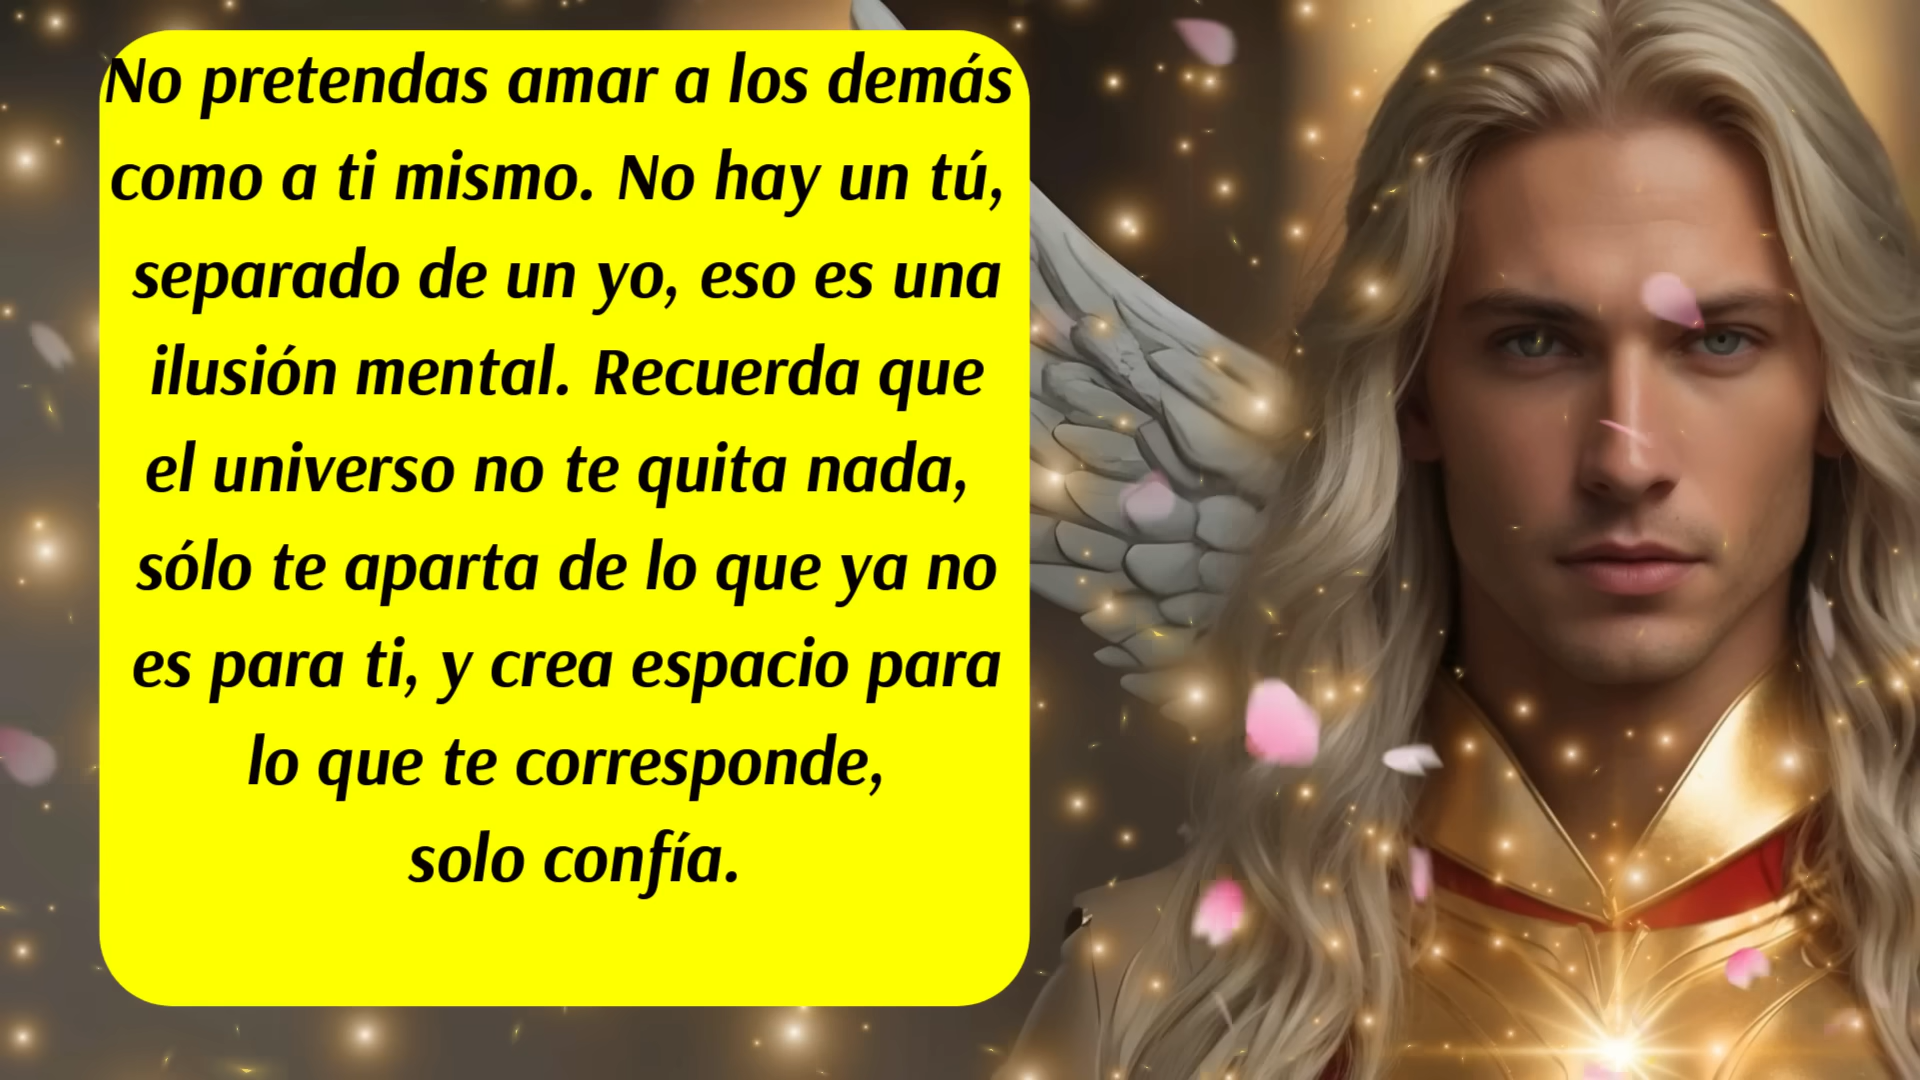 No pretendas amar a los demás
como a ti mismo. No hay un tú,
separado de un yo, eso es una
ilusión mental. Recuerda que
el universo no te quita nada,
sólo te aparta de lo que ya no
es para ti, y crea espacio para
lo que te corresponde,
solo confía.